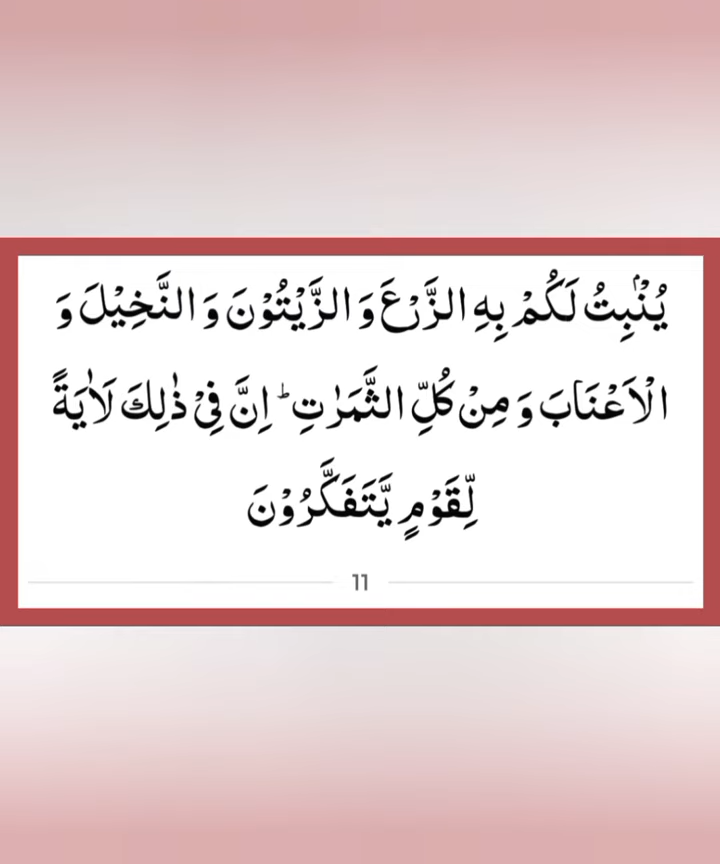 يُنْۢبِتُ لَكُمْ بِهِ الزَّرْعَ وَ الزَّيْتُوْنَ وَ النَّخِيْلَ وَ
الْاَعْنَابَ وَ مِنْ كُلِّ الثَّمَرٰتِ ؕ اِنَّ فِيْ ذٰلِكَ لَاٰيَةً
لِّقَوْمٍ يَّتَفَكَّرُوْنَ
11